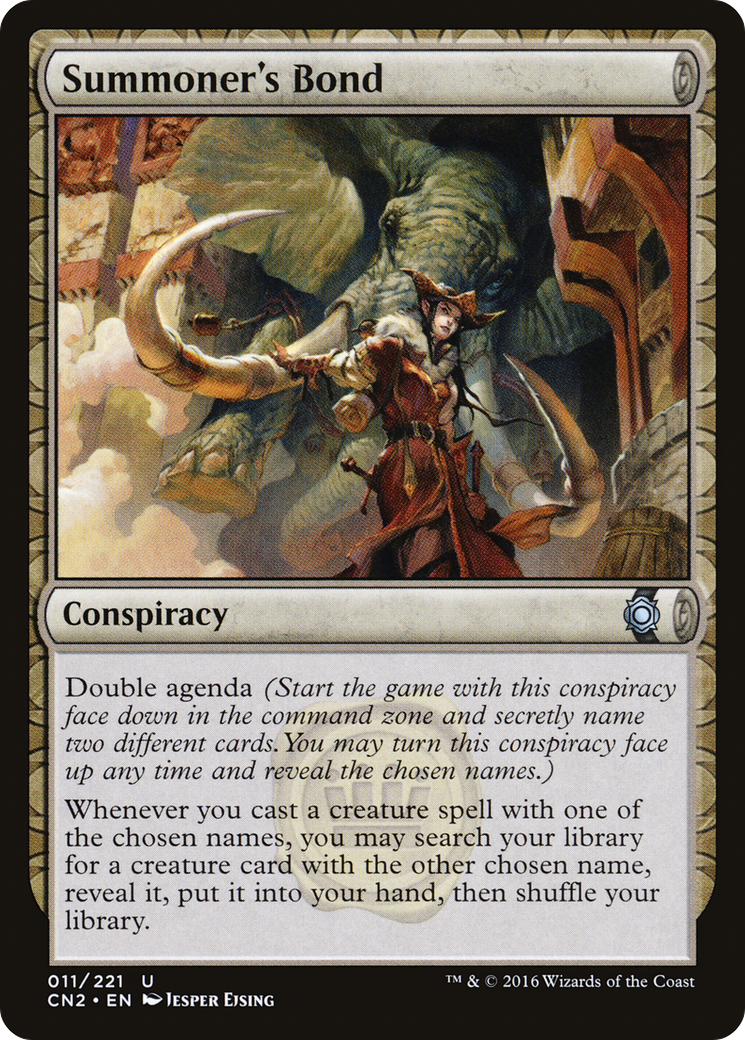 Summoner's Bond
Conspiracy
Double agenda (Start the game with this conspiracy
face down in the command zone and secretly name
two different cards. You may turn this conspiracy face
up any time and reveal the chosen names.)
Whenever you cast a creature spell with one of
the chosen names, you may search your library
for a creature card with the other chosen name,
reveal it, put it into your hand, then shuffle your
library.
011/221 U
™ & © 2016 Wizards of the Coast
CN2 • EN Jesper Ejsing